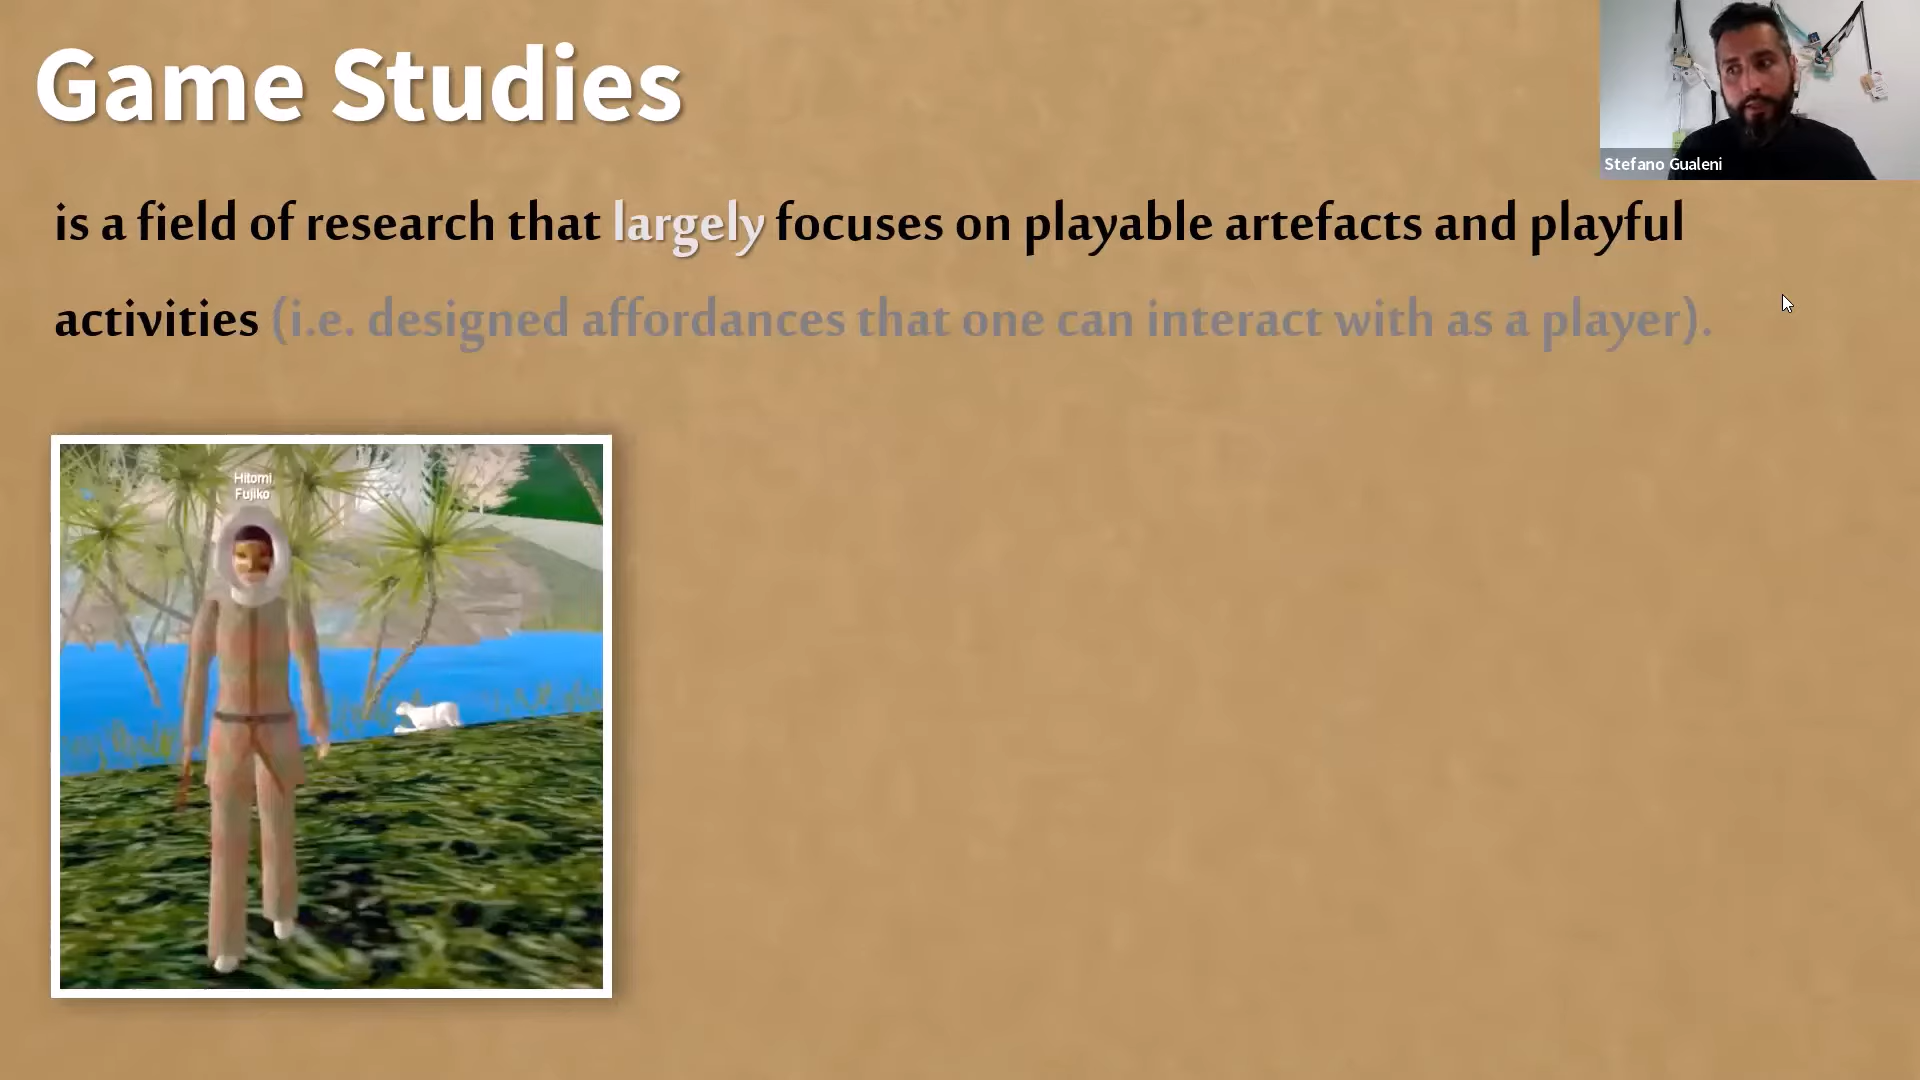 Game Studies
Stefano Gualeni
is a field of research that largely focuses on playable artefacts and playful
activities (i.e. designed affordances that one can interact with as a player).
Hitomi
Fujiko